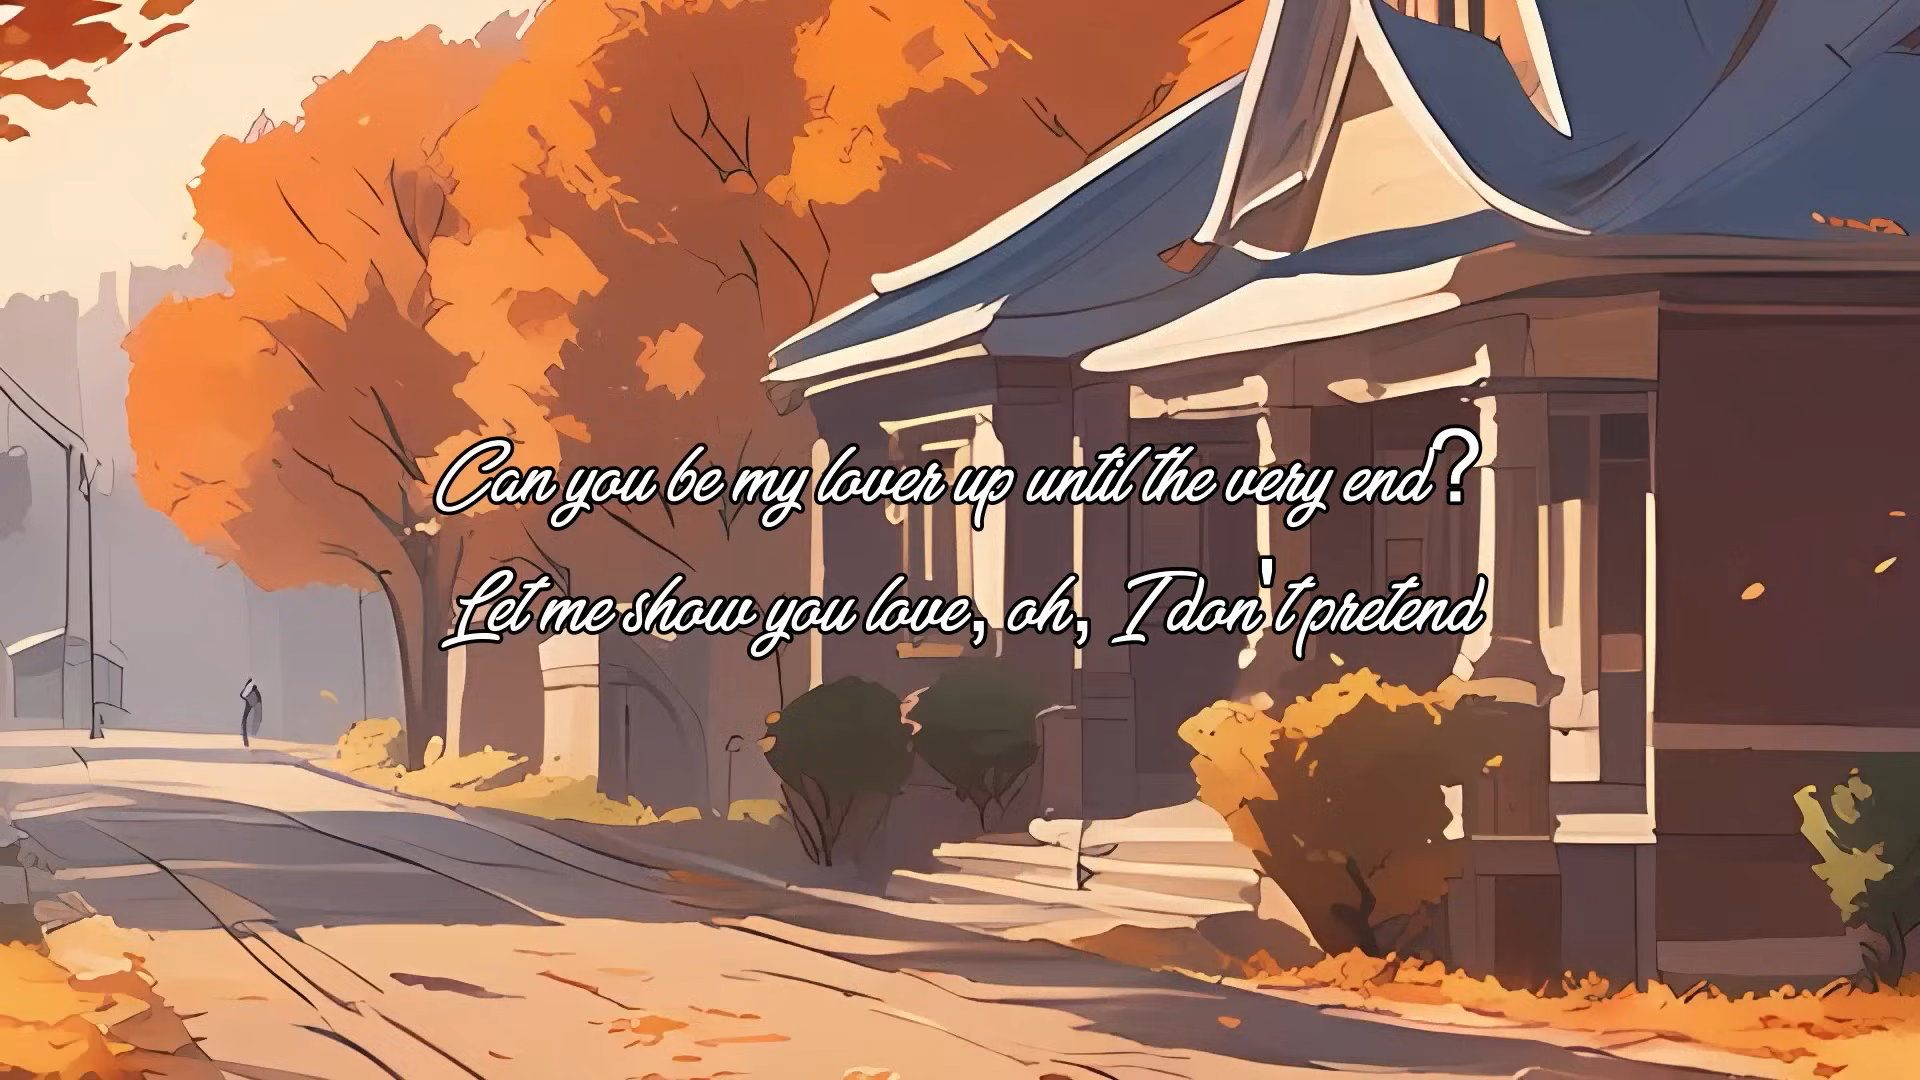 Can you be my lover up until the very end?
Let me show you love, oh, I don't pretend